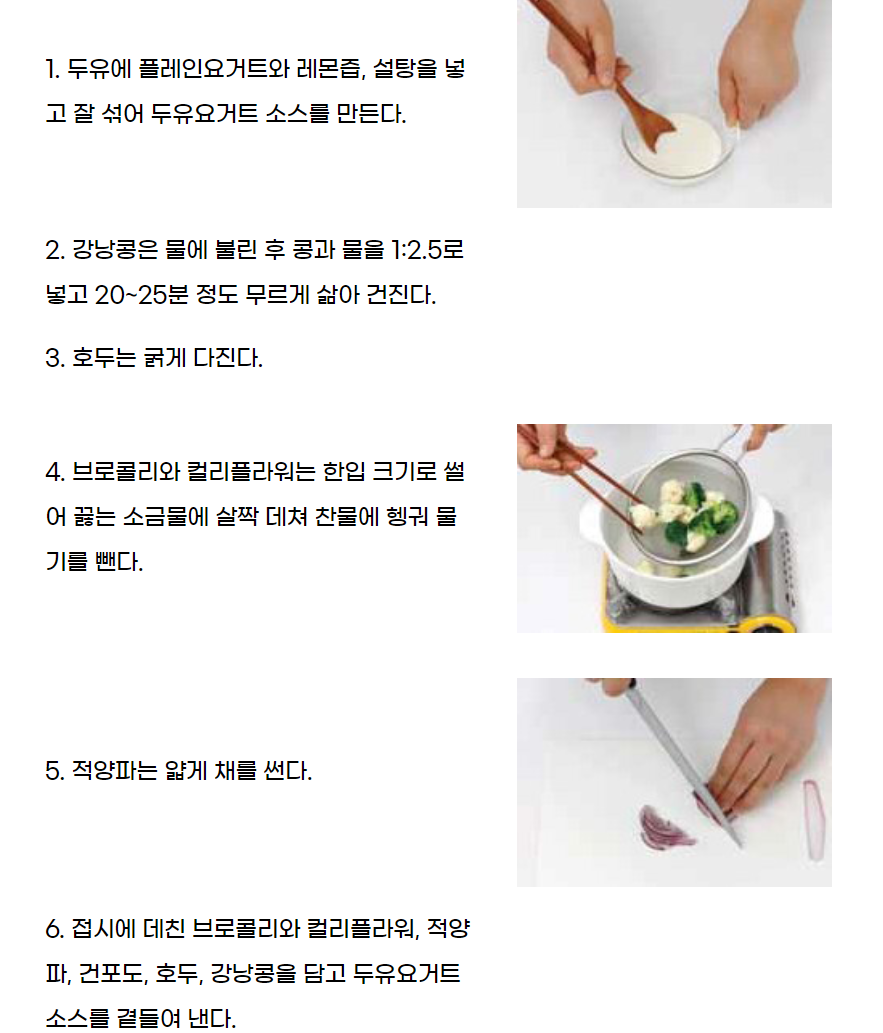 1. 두유에 플레인요거트와 레몬즙, 설탕을 넣
고 잘 섞어 두유요거트 소스를 만든다.
2. 강낭콩은 물에 불린 후 콩과 물을 1:2.5로
넣고 20~25분 정도 무르게 삶아 건진다.
3. 호두는 굵게 다진다.
4. 브로콜리와 컬리플라워는 한입 크기로 썰
어 끓는 소금물에 살짝 데쳐 찬물에 헹궈 물
기를 뺀다.
5. 적양파는 얇게 채를 썬다.
6. 접시에 데친 브로콜리와 컬리플라워, 적양
파, 건포도, 호두, 강낭콩을 담고 두유요거트
소스를 곁들여 낸다.